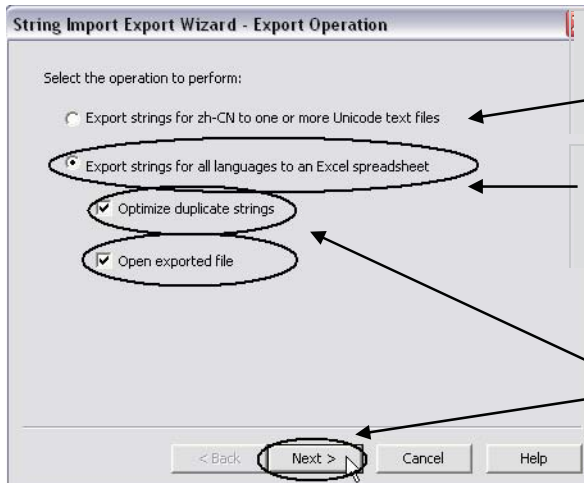 String Import Export Wizard - Export Operation
Select the operation to perform:
Export strings for zh-CN to one or more Unicode text files
Export strings for all languages to an Excel spreadsheet
Optimize duplicate strings
Open exported file
< Back Next > Cancel Help